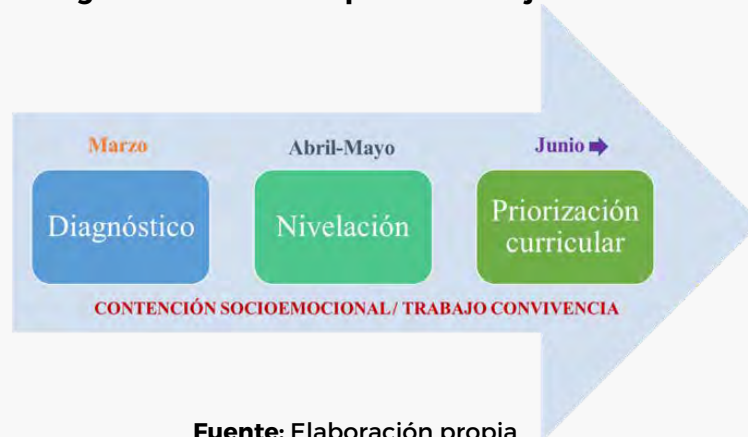 Marzo
Abril-Mayo
Junio
Diagnóstico
Nivelación
Priorización
curricular
CONTENCIÓN SOCIOEMOCIONAL/ TRABAJO CONVIVENCIA
Fuente: Elaboración propia